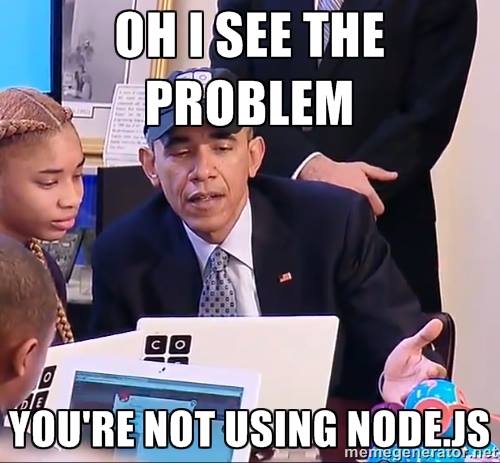 OH I SEE THE
PROBLEM
C O
O
D E
YOU'RE NOT USING NODE.JS
memegenerator.net